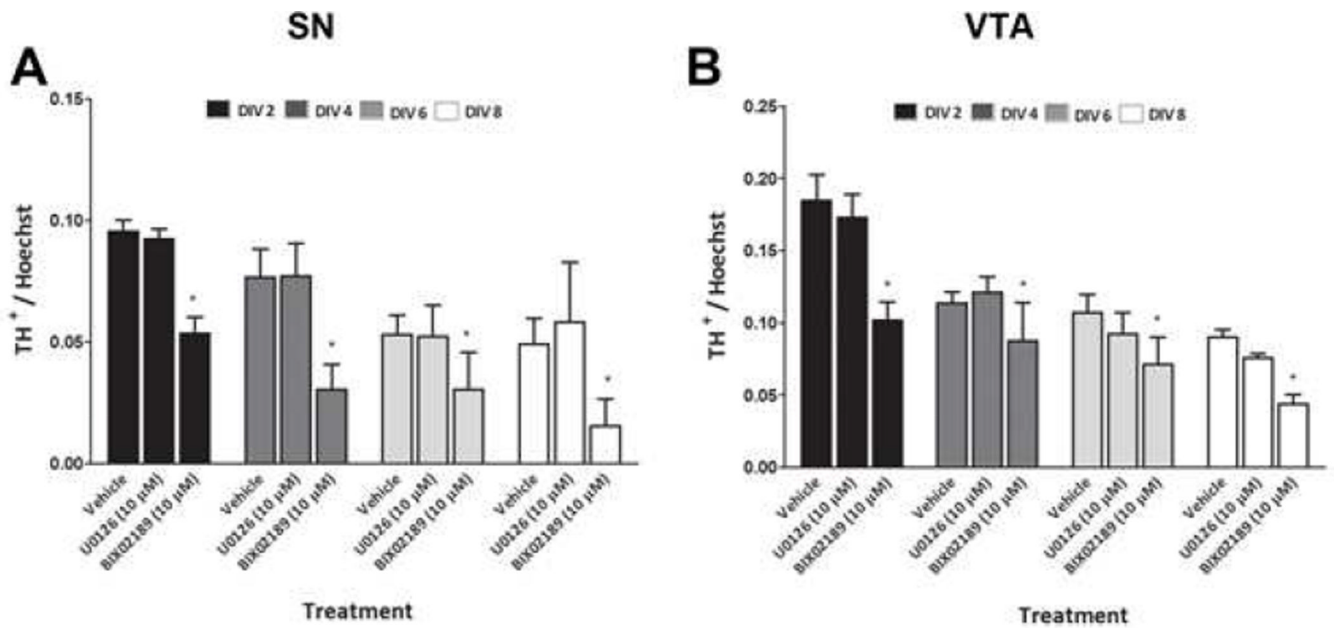 SN
A
DIV 2 DIV 4 DIV 6 DIV 8
0.15
0.10
0.05
0.00
TH + / Hoechst
Vehicle
U0126 (10 µM)
BIX02189 (10 µM)
Vehicle
U0126 (10 µM)
BIX02189 (10 µM)
Vehicle
U0126 (10 µM)
BIX02189 (10 µM)
Vehicle
U0126 (10 µM)
BIX02189 (10 µM)
* * * *
Treatment
VTA
B
DIV 2 DIV 4 DIV 6 DIV 8
0.25
0.20
0.15
0.10
0.05
0.00
TH + / Hoechst
Vehicle
U0126 (10 µM)
BIX02189 (10 µM)
Vehicle
U0126 (10 µM)
BIX02189 (10 µM)
Vehicle
U0126 (10 µM)
BIX02189 (10 µM)
Vehicle
U0126 (10 µM)
BIX02189 (10 µM)
* * * *
Treatment